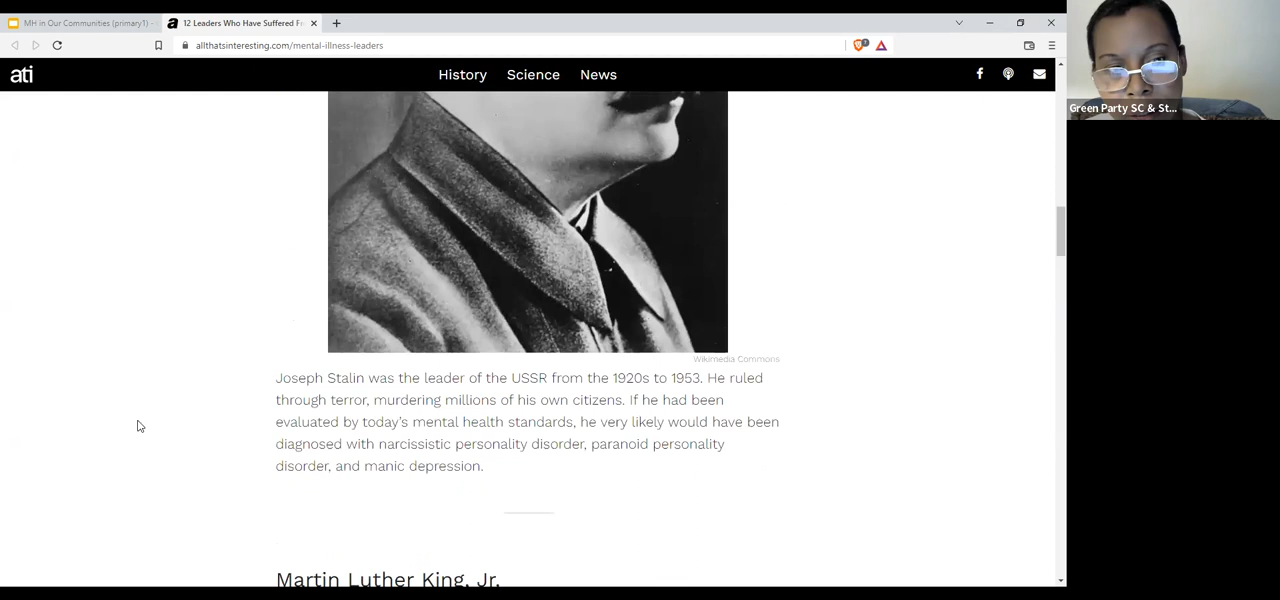 MH in Our Communities (primary1) -
12 Leaders Who Have Suffered Fr
allthatsinteresting.com/mental-illness-leaders
ati
History Science News
Green Party SC & St...
Wikimedia Commons
Joseph Stalin was the leader of the USSR from the 1920s to 1953. He ruled
through terror, murdering millions of his own citizens. If he had been
evaluated by today's mental health standards, he very likely would have been
diagnosed with narcissistic personality disorder, paranoid personality
disorder, and manic depression.
Martin Luther King, Jr.